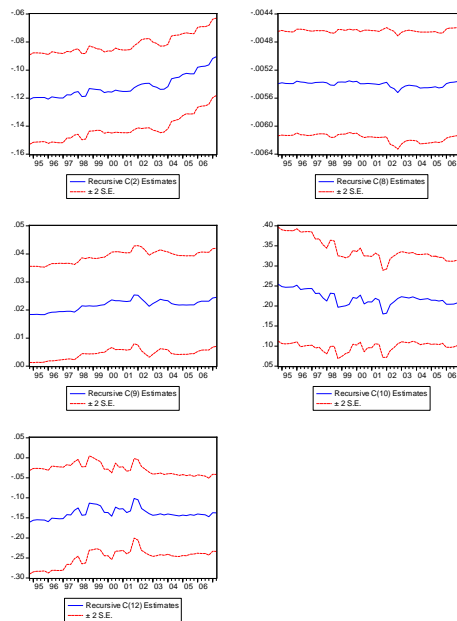 -.06
-.08
-.10
-.12
-.14
-.16
95 96 97 98 99 00 01 02 03 04 05 06
Recursive C(2) Estimates
± 2 S.E.
-.0044
-.0048
-.0052
-.0056
-.0060
-.0064
95 96 97 98 99 00 01 02 03 04 05 06
Recursive C(8) Estimates
± 2 S.E.
.05
.04
.03
.02
.01
.00
95 96 97 98 99 00 01 02 03 04 05 06
Recursive C(9) Estimates
± 2 S.E.
.40
.35
.30
.25
.20
.15
.10
.05
95 96 97 98 99 00 01 02 03 04 05 06
Recursive C(10) Estimates
± 2 S.E.
.05
.00
-.05
-.10
-.15
-.20
-.25
-.30
95 96 97 98 99 00 01 02 03 04 05 06
Recursive C(12) Estimates
± 2 S.E.